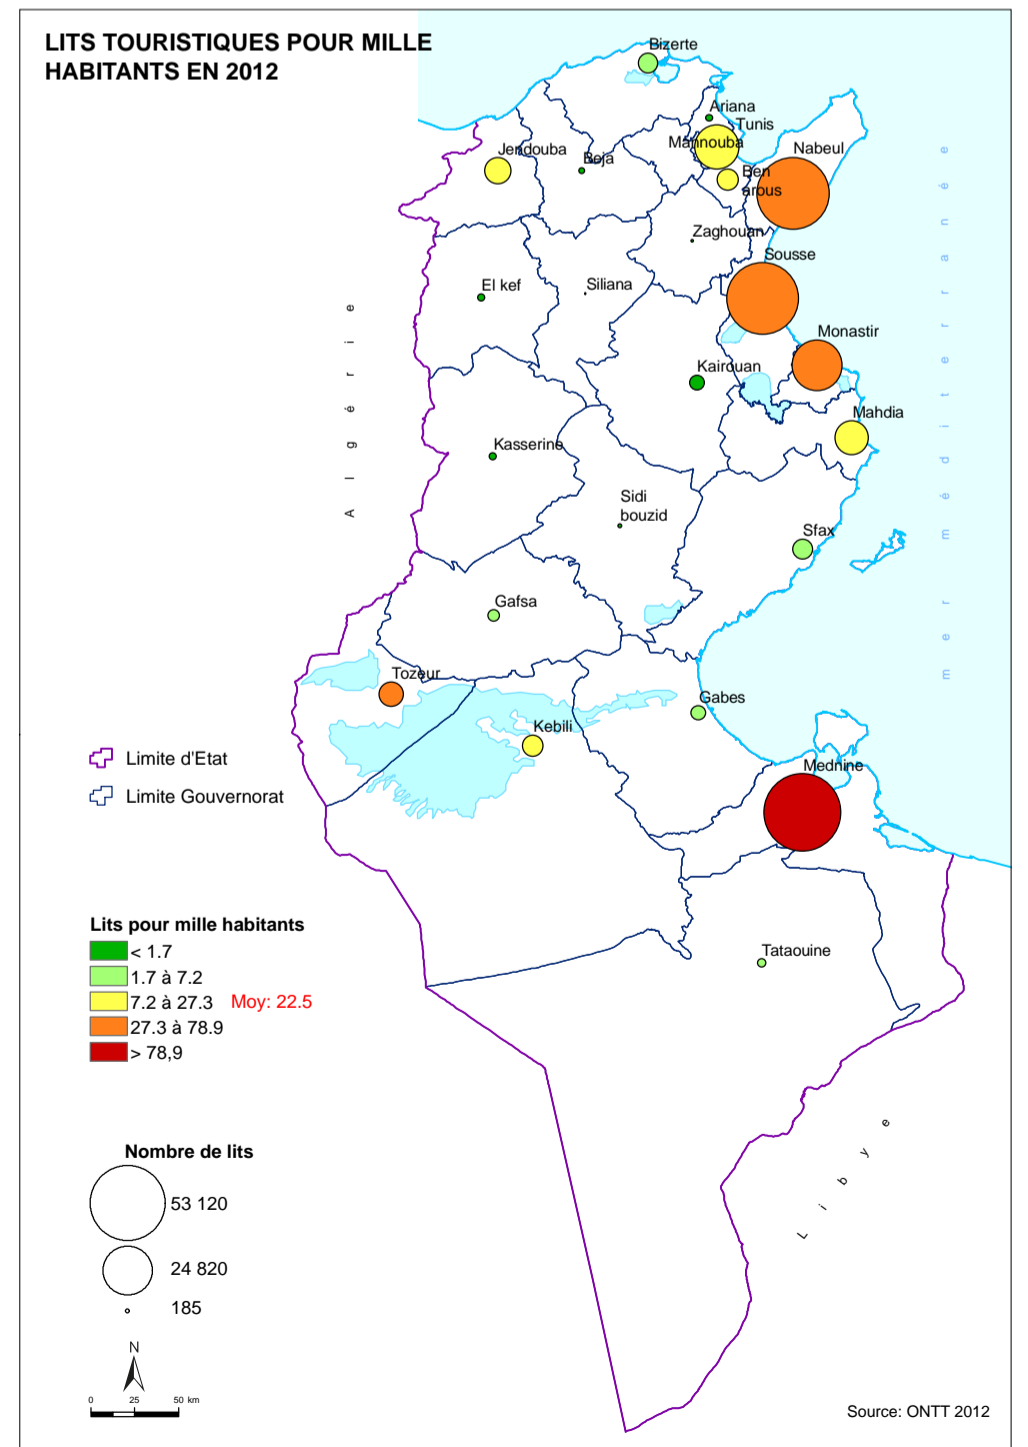 LITS TOURISTIQUES POUR MILLE
HABITANTS EN 2012
Bizerte
Ariana
Tunis
Mannouba
Nabeul
Jendouba
Beja
Ben
arous
Zaghouan
Sousse
El kef
Siliana
Monastir
Kairouan
Mahdia
Kasserine
Sidi
bouzid
Sfax
Gafsa
Tozeur
Gabes
Kebili
Mednine
Tataouine
Algérie
mer méditerranée
Libye
Limite d'Etat
Limite Gouvernorat
Lits pour mille habitants
< 1.7
1.7 à 7.2
7.2 à 27.3 Moy: 22.5
27.3 à 78.9
> 78,9
Nombre de lits
53 120
24 820
185
N
0 25 50 km
Source: ONTT 2012